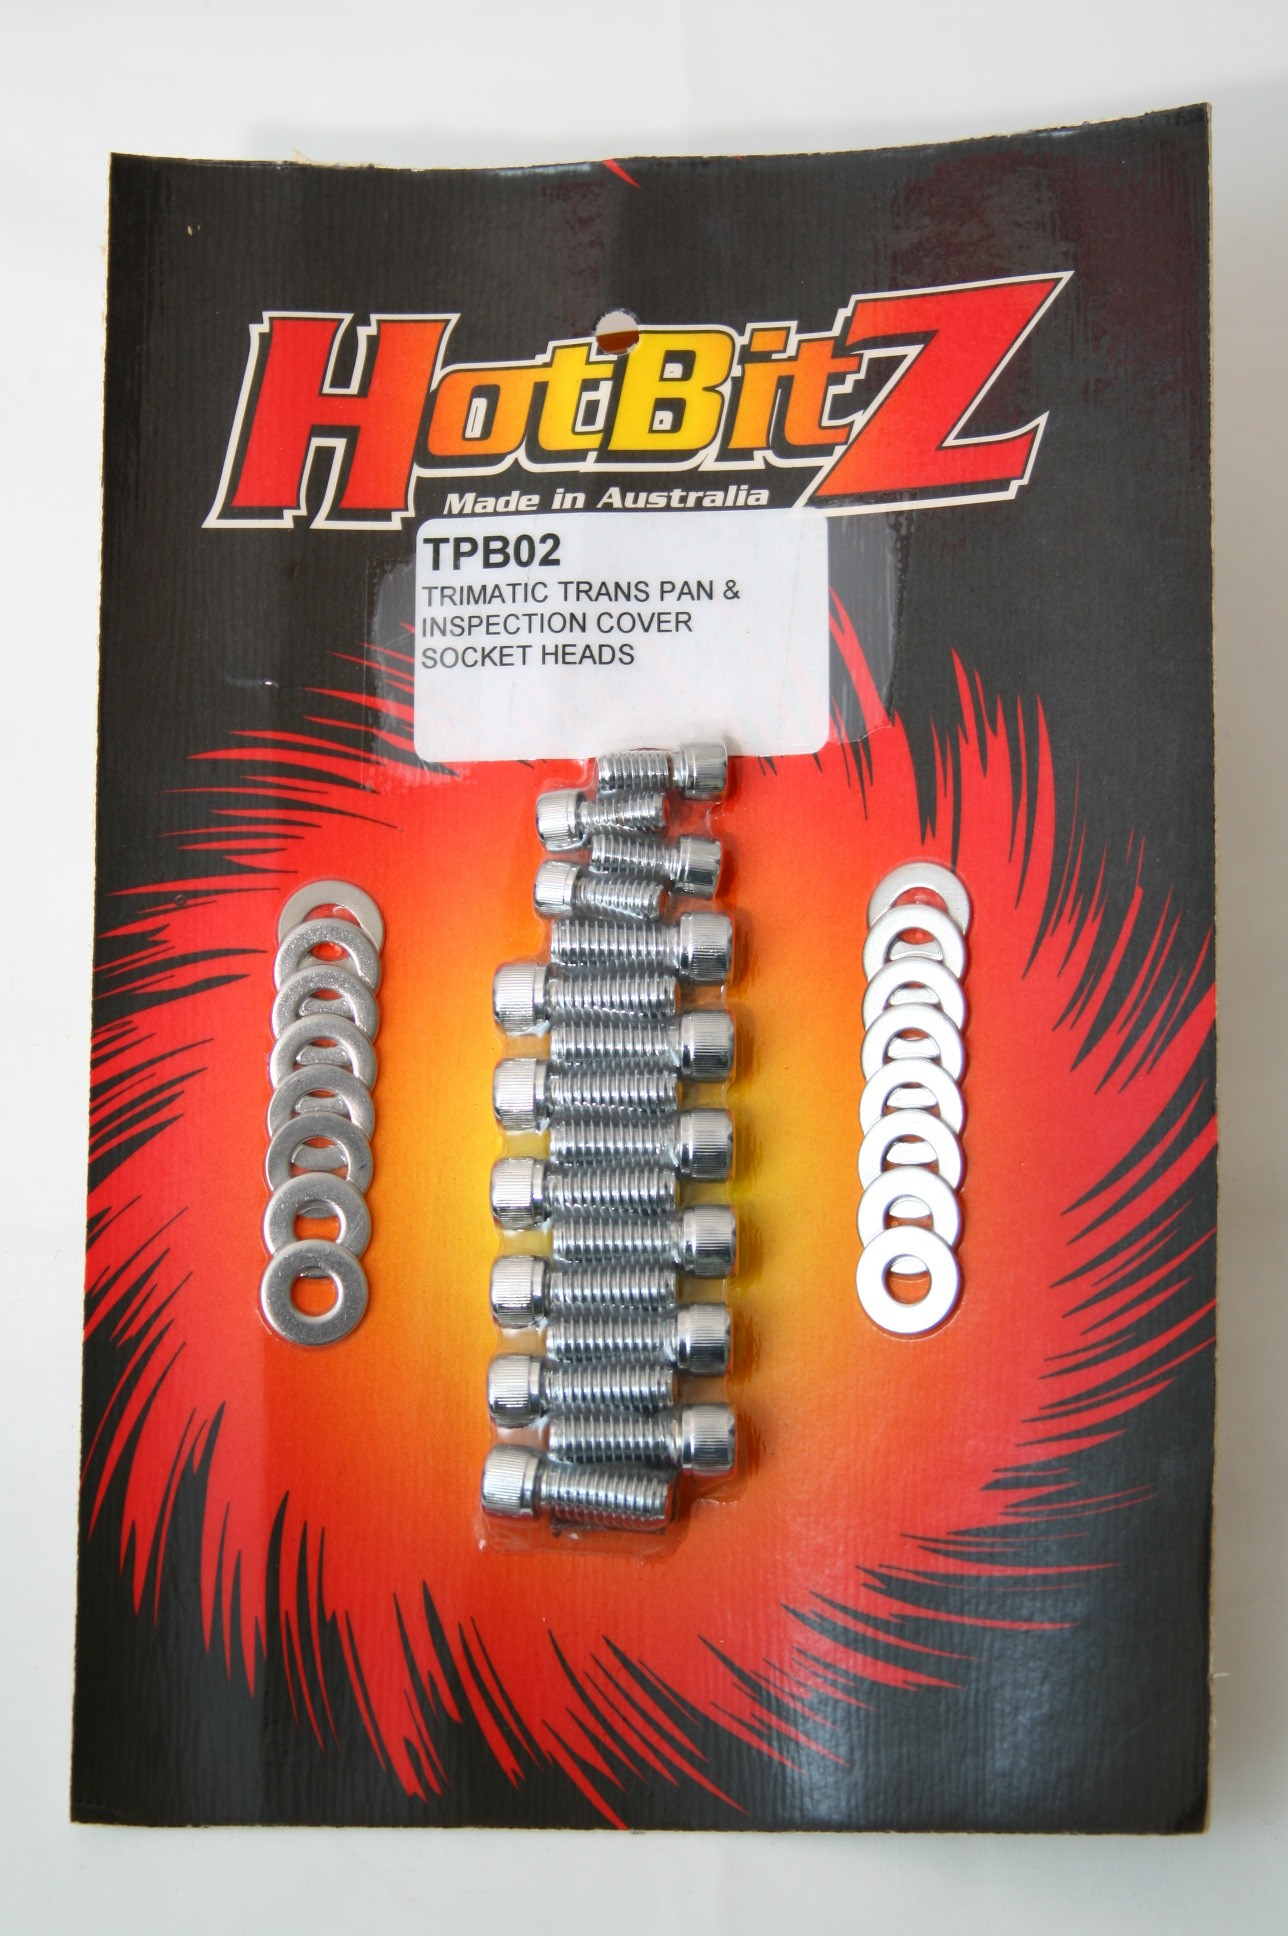 HotBitZ
Made in Australia
TPB02
TRIMATIC TRANS PAN &
INSPECTION COVER
SOCKET HEADS